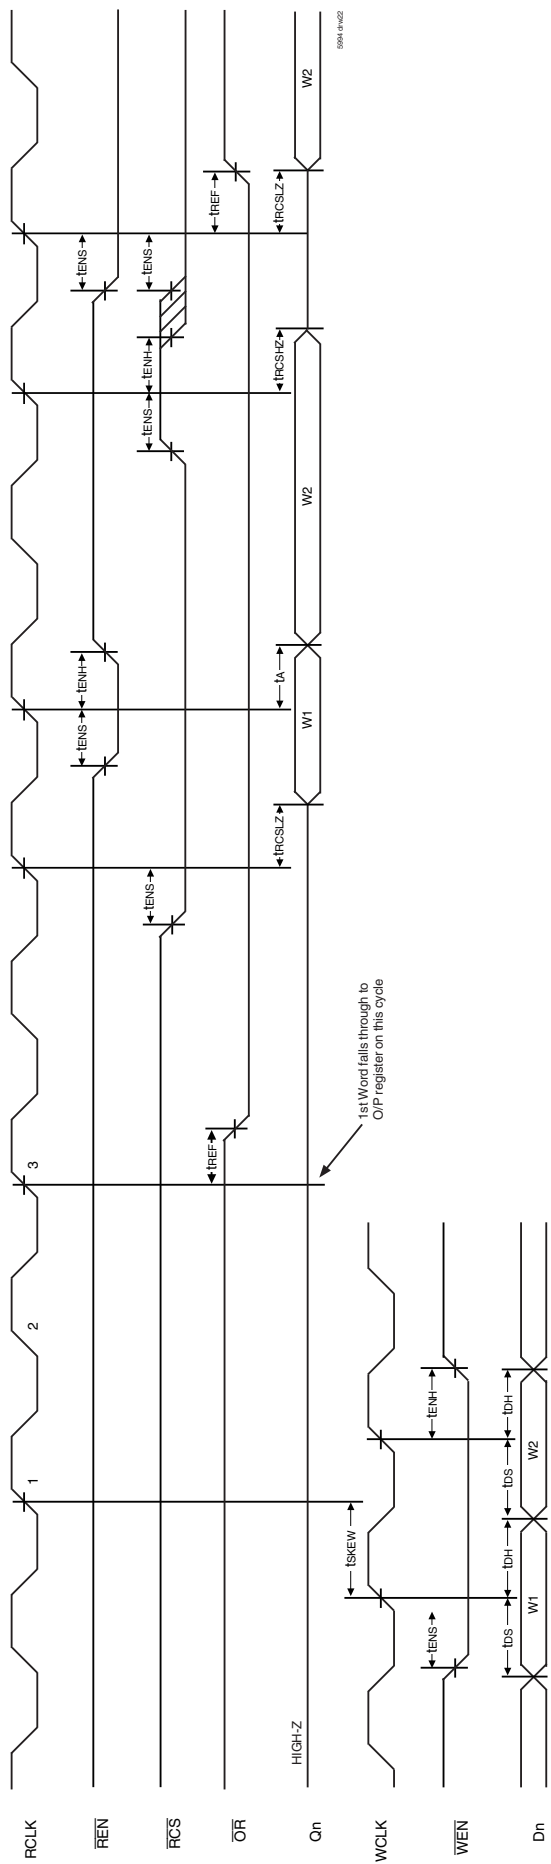 RCLK 1 2 3
REN tENS tENH tENS
RCS tENS tENS tENH tENS
OR tREF tREF
HIGH-Z tRCSLZ tA tRCSHZ tRCSLZ
Qn W1 W2 W2
5994 drw22
1st Word falls through to
O/P register on this cycle
tSKEW
WCLK
WEN tENS tENH
tDS tDH tDS tDH
Dn W1 W2